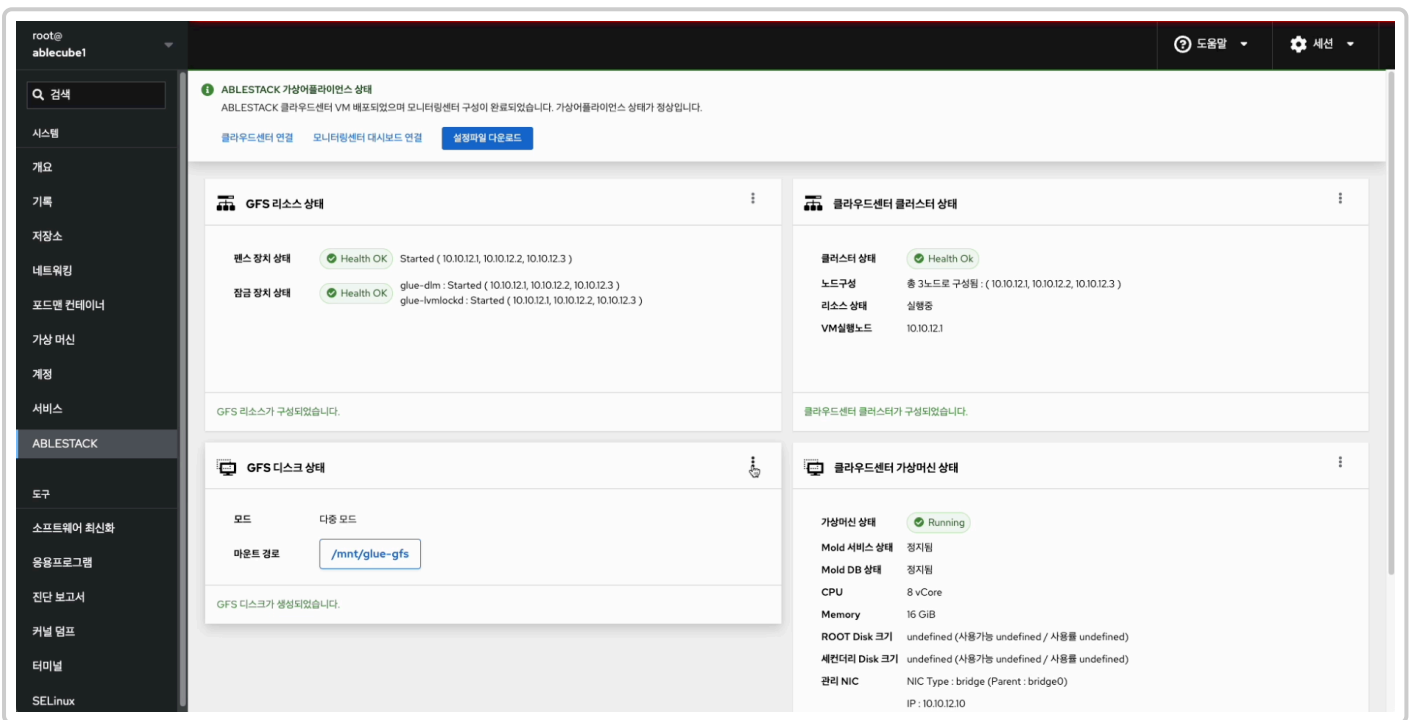 root@
ablecube1
도움말
세션
검색
시스템
개요
기록
저장소
네트워킹
포드맨 컨테이너
가상 머신
계정
서비스
ABLESTACK
도구
소프트웨어 최신화
응용프로그램
진단 보고서
커널 덤프
터미널
SELinux
ABLESTACK 가상어플라이언스 상태
ABLESTACK 클라우드센터 VM 배포되었으며 모니터링센터 구성이 완료되었습니다. 가상어플라이언스 상태가 정상입니다.
클라우드센터 연결 모니터링센터 대시보드 연결 설정파일 다운로드
GFS 리소스 상태
펜스 장치 상태 Health OK Started ( 10.10.12.1, 10.10.12.2, 10.10.12.3 )
잠금 장치 상태 Health OK glue-dlm : Started ( 10.10.12.1, 10.10.12.2, 10.10.12.3 )
glue-lvmlockd : Started ( 10.10.12.1, 10.10.12.2, 10.10.12.3 )
GFS 리소스가 구성되었습니다.
클라우드센터 클러스터 상태
클러스터 상태 Health Ok
노드구성 총 3노드로 구성됨 : ( 10.10.12.1, 10.10.12.2, 10.10.12.3 )
리소스 상태 실행중
VM실행노드 10.10.12.1
클라우드센터 클러스터가 구성되었습니다.
GFS 디스크 상태
모드 다중 모드
마운트 경로 /mnt/glue-gfs
GFS 디스크가 생성되었습니다.
클라우드센터 가상머신 상태
가상머신 상태 Running
Mold 서비스 상태 정지됨
Mold DB 상태 정지됨
CPU 8 vCore
Memory 16 GiB
ROOT Disk 크기 undefined (사용가능 undefined / 사용률 undefined)
세컨더리 Disk 크기 undefined (사용가능 undefined / 사용률 undefined)
관리 NIC NIC Type : bridge (Parent : bridge0)
IP : 10.10.12.10